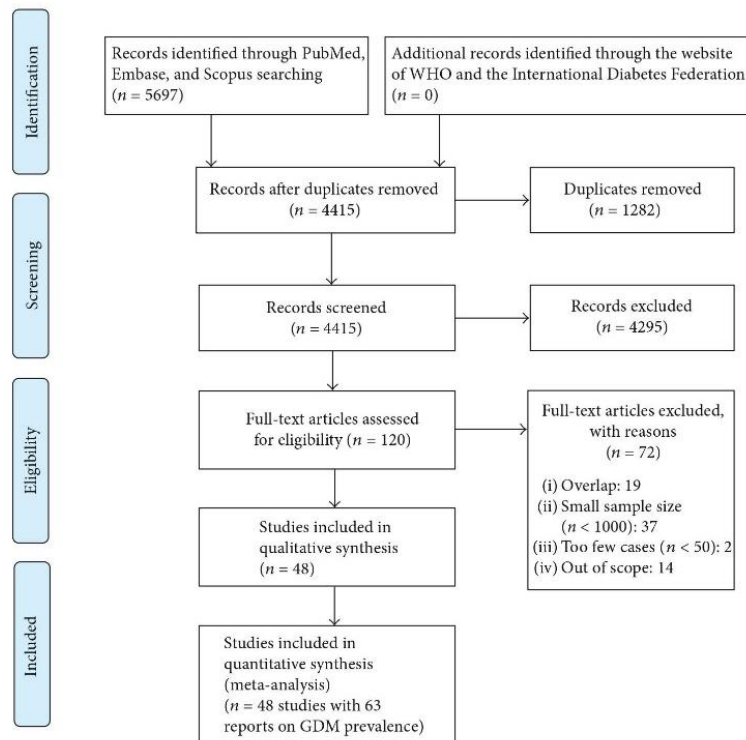 Identification
Records identified through PubMed,
Embase, and Scopus searching
(n = 5697)
Additional records identified through the website
of WHO and the International Diabetes Federation
(n = 0)
Records after duplicates removed
(n = 4415)
Duplicates removed
(n = 1282)
Screening
Records screened
(n = 4415)
Records excluded
(n = 4295)
Eligibility
Full-text articles assessed
for eligibility (n = 120)
Full-text articles excluded,
with reasons
(n = 72)
(i) Overlap: 19
(ii) Small sample size
(n < 1000): 37
(iii) Too few cases (n < 50): 2
(iv) Out of scope: 14
Studies included in
qualitative synthesis
(n = 48)
Included
Studies included in
quantitative synthesis
(meta-analysis)
(n = 48 studies with 63
reports on GDM prevalence)